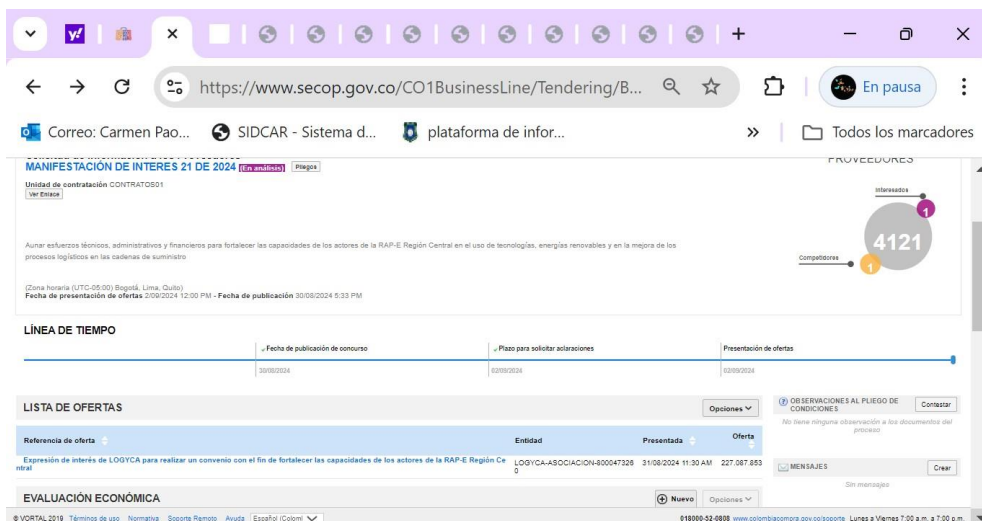 y!
https://www.secop.gov.co/CO1BusinessLine/Tendering/B...
En pausa
Correo: Carmen Pao...
SIDCAR - Sistema d...
plataforma de infor...
»
Todos los marcadores
MANIFESTACIÓN DE INTERES 21 DE 2024 [En análisis] Pliegos
Unidad de contratación CONTRATOS01
Ver Enlace
Aunar esfuerzos técnicos, administrativos y financieros para fortalecer las capacidades de los actores de la RAP-E Región Central en el uso de tecnologías, energías renovables y en la mejora de los
procesos logísticos en las cadenas de suministro
(Zona horaria (UTC-05:00) Bogotá, Lima, Quito)
Fecha de presentación de ofertas 2/09/2024 12:00 PM - Fecha de publicación 30/08/2024 5:33 PM
PROVEEDORES
Interesados
1
4121
Competidores
1
LÍNEA DE TIEMPO
Fecha de publicación de concurso
Plazo para solicitar aclaraciones
Presentación de ofertas
30/08/2024
02/09/2024
02/09/2024
LISTA DE OFERTAS
Opciones
Referencia de oferta
Entidad
Presentada
Oferta
Expresión de interés de LOGYCA para realizar un convenio con el fin de fortalecer las capacidades de los actores de la RAP-E Región Ce
ntral
LOGYCA-ASOCIACION-800047326
0
31/08/2024 11:30 AM
227.087.853
OBSERVACIONES AL PLIEGO DE
CONDICIONES
Contestar
No tiene ninguna observación a los documentos del
proceso
MENSAJES
Crear
Sin mensajes
EVALUACIÓN ECONÓMICA
Nuevo
Opciones
© VORTAL 2019 Términos de uso Normativa Soporte Remoto Ayuda Español (Colom)
018000-52-0808 www.colombiacompra.gov.co/soporte Lunes a Viernes 7:00 a.m. a 7:00 p.m.